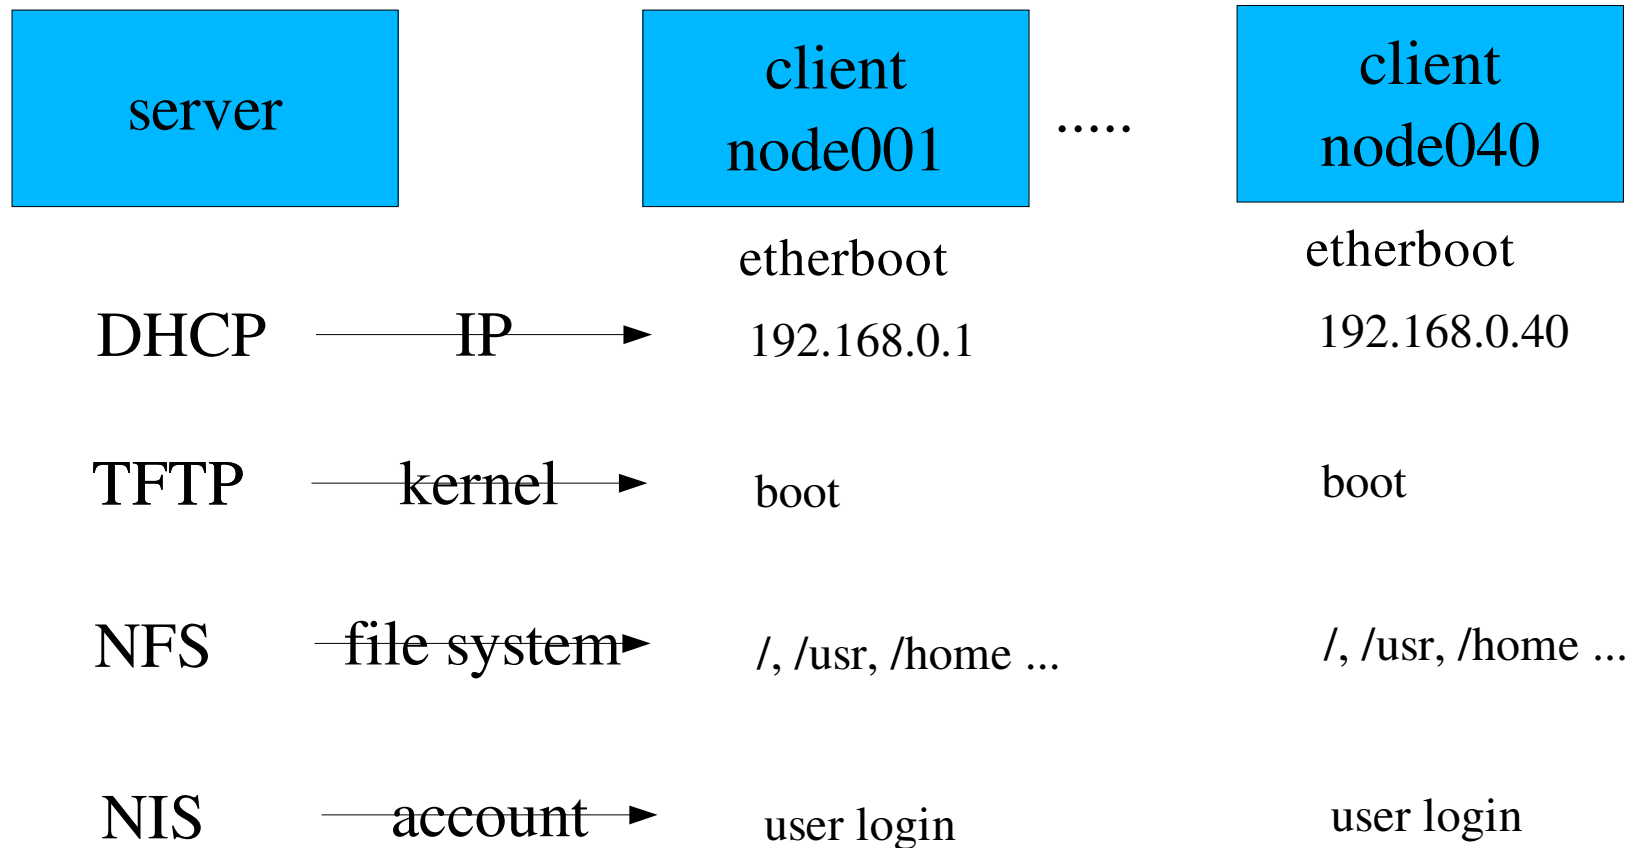 server
client
node001
.....
client
node040
etherboot
etherboot
DHCP
IP
192.168.0.1
192.168.0.40
TFTP
kernel
boot
boot
NFS
file system
/, /usr, /home ...
/, /usr, /home ...
NIS
account
user login
user login